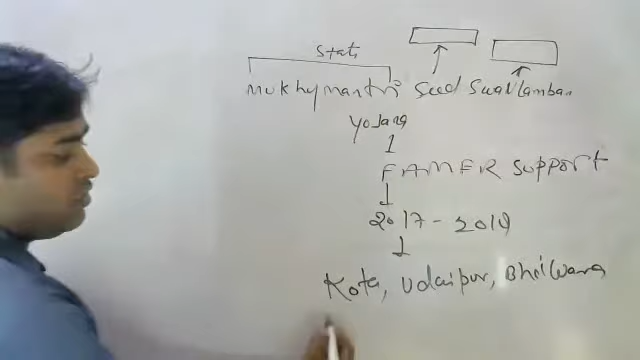 State
Mukhymantri Seed Swavlamban
Yojana
FAMER Support
2017-2019
Kota, Udaipur, Bhilwara